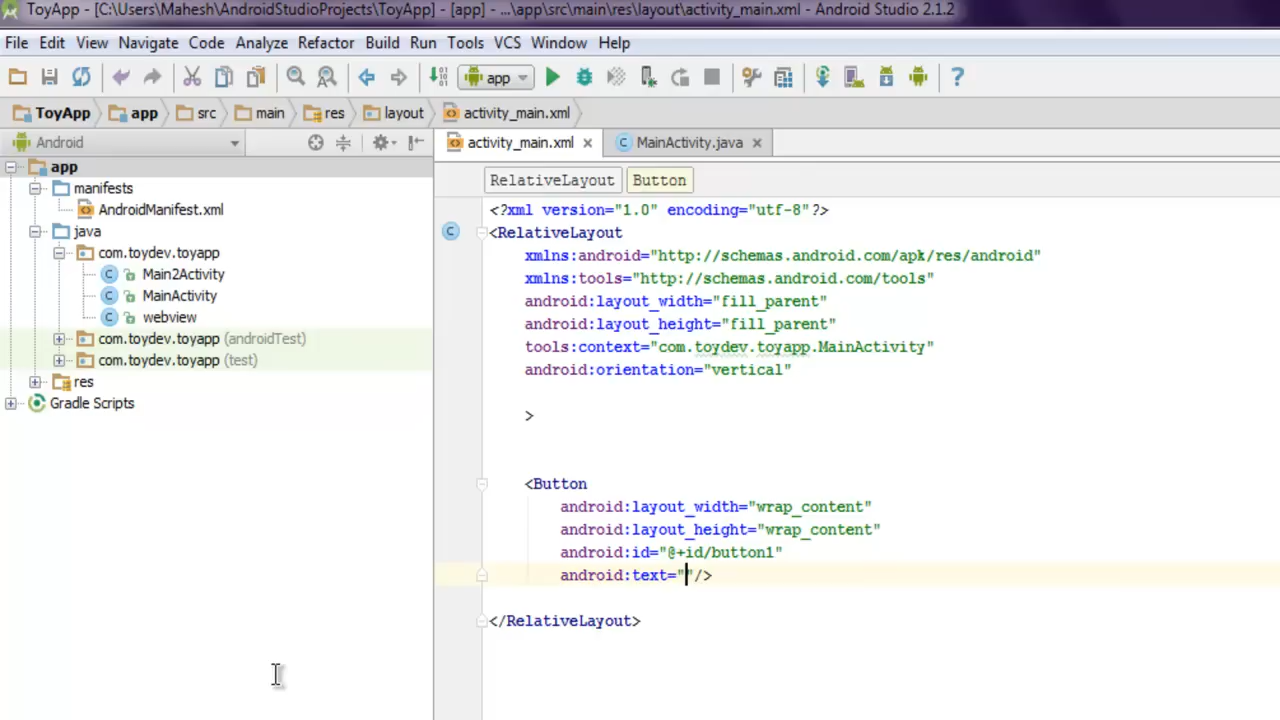 ToyApp - [C:\Users\Mahesh\AndroidStudioProjects\ToyApp] - [app] - ...\app\src\main\res\layout\activity_main.xml - Android Studio 2.1.2
File Edit View Navigate Code Analyze Refactor Build Run Tools VCS Window Help
app
ToyApp app src main res layout activity_main.xml
Android
activity_main.xml MainActivity.java
app
manifests
AndroidManifest.xml
java
com.toydev.toyapp
Main2Activity
MainActivity
webview
com.toydev.toyapp (androidTest)
com.toydev.toyapp (test)
res
Gradle Scripts
RelativeLayout Button
<?xml version="1.0" encoding="utf-8"?>
<RelativeLayout
xmlns:android="http://schemas.android.com/apk/res/android"
xmlns:tools="http://schemas.android.com/tools"
android:layout_width="fill_parent"
android:layout_height="fill_parent"
tools:context="com.toydev.toyapp.MainActivity"
android:orientation="vertical"
>
<Button
android:layout_width="wrap_content"
android:layout_height="wrap_content"
android:id="@+id/button1"
android:text=""/>
</RelativeLayout>